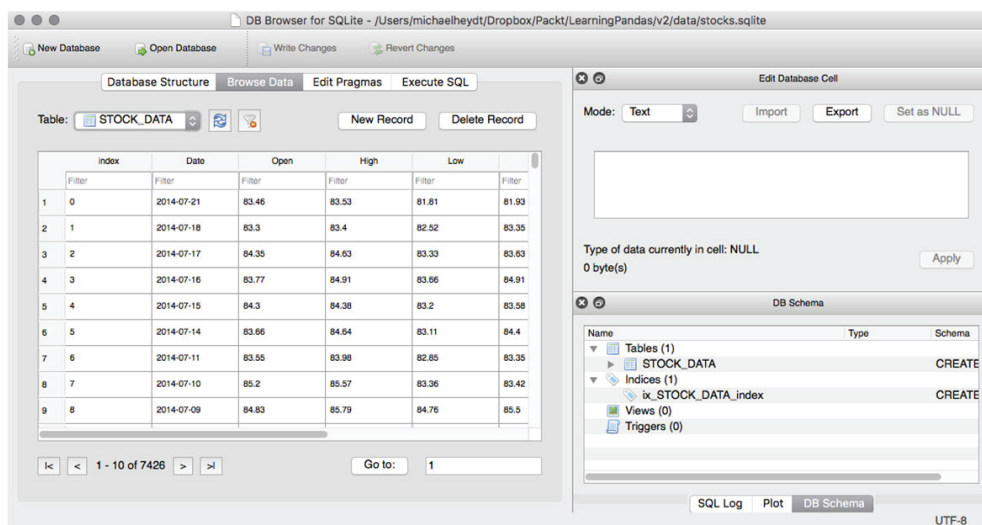 DB Browser for SQLite - /Users/michaelheydt/Dropbox/Packt/LearningPandas/v2/data/stocks.sqlite
New Database Open Database Write Changes Revert Changes
Database Structure Browse Data Edit Pragmas Execute SQL
Table: STOCK_DATA New Record Delete Record
index Date Open High Low
Filter Filter Filter Filter Filter Filter
1 0 2014-07-21 83.46 83.53 81.81 81.93
2 1 2014-07-18 83.3 83.4 82.52 83.35
3 2 2014-07-17 84.35 84.63 83.33 83.63
4 3 2014-07-16 83.77 84.91 83.66 84.91
5 4 2014-07-15 84.3 84.38 83.2 83.58
6 5 2014-07-14 83.66 84.64 83.11 84.4
7 6 2014-07-11 83.55 83.98 82.85 83.35
8 7 2014-07-10 85.2 85.57 83.36 83.42
9 8 2014-07-09 84.83 85.79 84.76 85.5
|< < 1 - 10 of 7426 > >| Go to: 1
Edit Database Cell
Mode: Text Import Export Set as NULL
Type of data currently in cell: NULL
0 byte(s)
Apply
DB Schema
Name Type Schema
Tables (1)
STOCK_DATA CREATE
Indices (1)
ix_STOCK_DATA_index CREATE
Views (0)
Triggers (0)
SQL Log Plot DB Schema
UTF-8